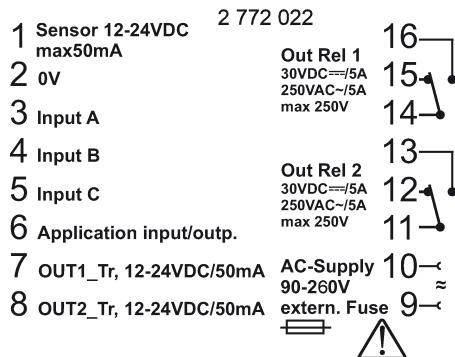 2 772 022
1 Sensor 12-24VDC
max50mA
2 0V
3 Input A
4 Input B
5 Input C
6 Application input/outp.
7 OUT1_Tr, 12-24VDC/50mA
8 OUT2_Tr, 12-24VDC/50mA
16
Out Rel 1
30VDC⎓/5A 15
250VAC~/5A
max 250V 14
13
Out Rel 2
30VDC⎓/5A 12
250VAC~/5A
max 250V 11
AC-Supply 10
90-260V ≈
extern. Fuse 9
!